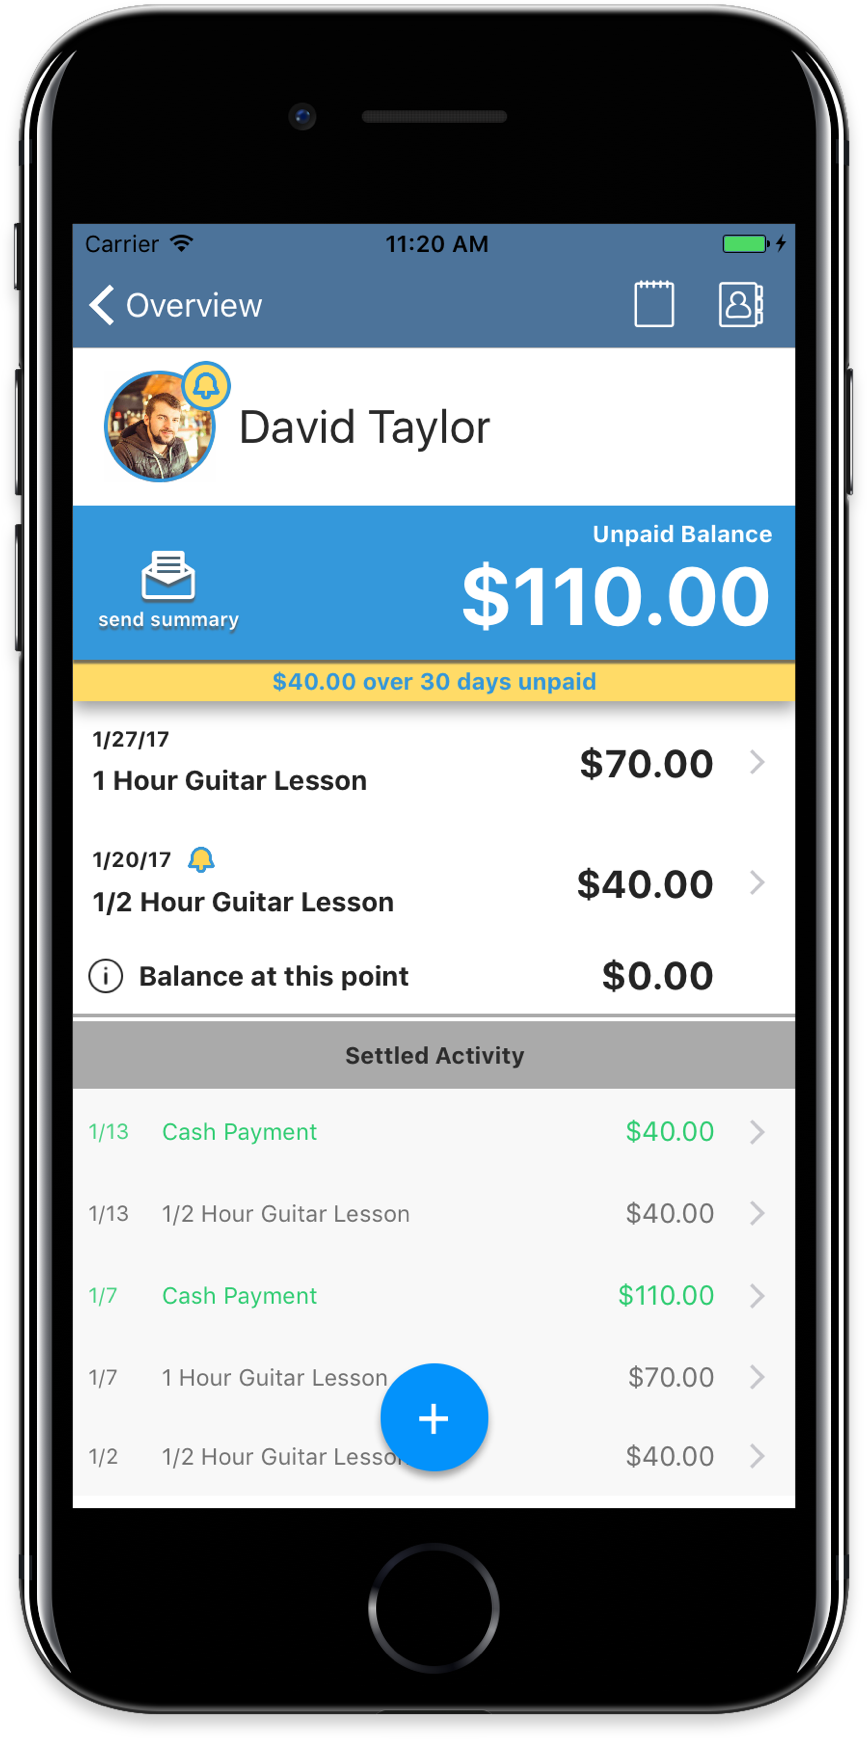 Carrier 11:20 AM
Overview
David Taylor
Unpaid Balance
$110.00
send summary
$40.00 over 30 days unpaid
1/27/17
1 Hour Guitar Lesson $70.00
1/20/17
1/2 Hour Guitar Lesson $40.00
Balance at this point $0.00
Settled Activity
1/13 Cash Payment $40.00
1/13 1/2 Hour Guitar Lesson $40.00
1/7 Cash Payment $110.00
1/7 1 Hour Guitar Lesson $70.00
1/2 1/2 Hour Guitar Lesson $40.00